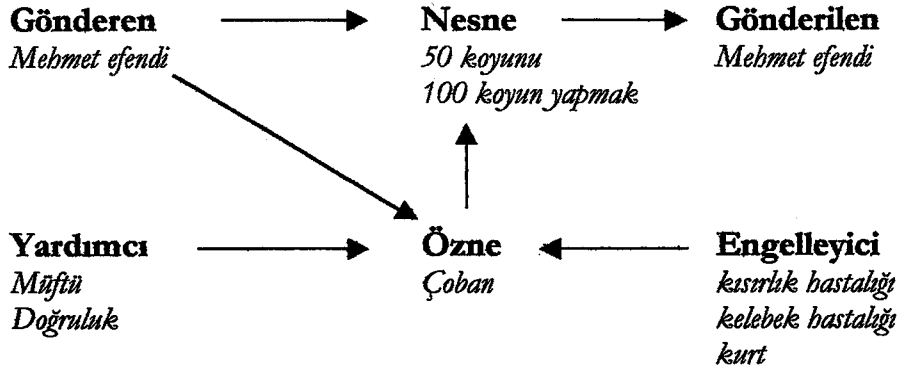 Gönderen Nesne Gönderilen
Mehmet efendi 50 koyunu Mehmet efendi
100 koyun yapmak
Yardımcı Özne Engelleyici
Müftü Çoban kısırlık hastalığı
Doğruluk kelebek hastalığı
kurt